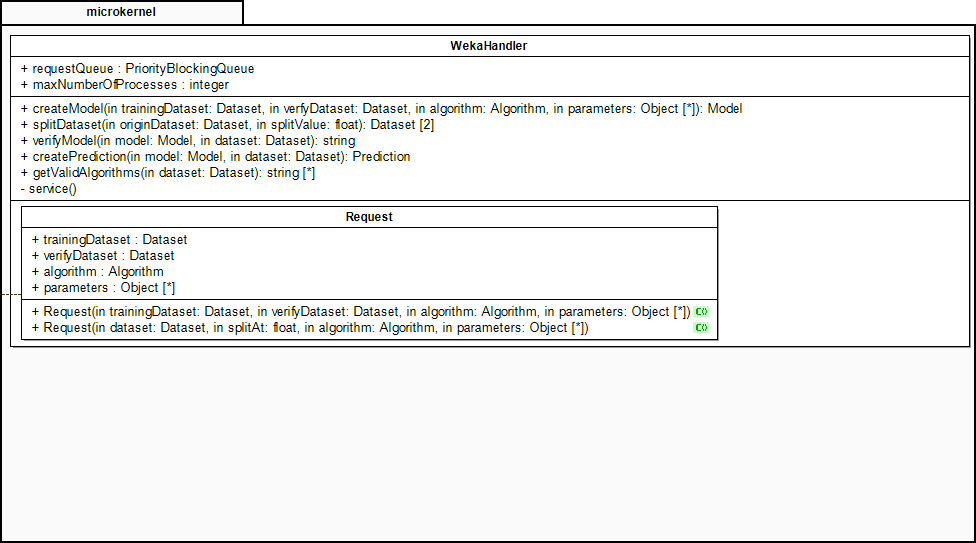 microkernel
WekaHandler
+ requestQueue : PriorityBlockingQueue
+ maxNumberOfProcesses : integer
+ createModel(in trainingDataset: Dataset, in verfyDataset: Dataset, in algorithm: Algorithm, in parameters: Object [*]): Model
+ splitDataset(in originDataset: Dataset, in splitValue: float): Dataset [2]
+ verifyModel(in model: Model, in dataset: Dataset): string
+ createPrediction(in model: Model, in dataset: Dataset): Prediction
+ getValidAlgorithms(in dataset: Dataset): string [*]
- service()
Request
+ trainingDataset : Dataset
+ verifyDataset : Dataset
+ algorithm : Algorithm
+ parameters : Object [*]
+ Request(in trainingDataset: Dataset, in verifyDataset: Dataset, in algorithm: Algorithm, in parameters: Object [*]) C()
+ Request(in dataset: Dataset, in splitAt: float, in algorithm: Algorithm, in parameters: Object [*]) C()